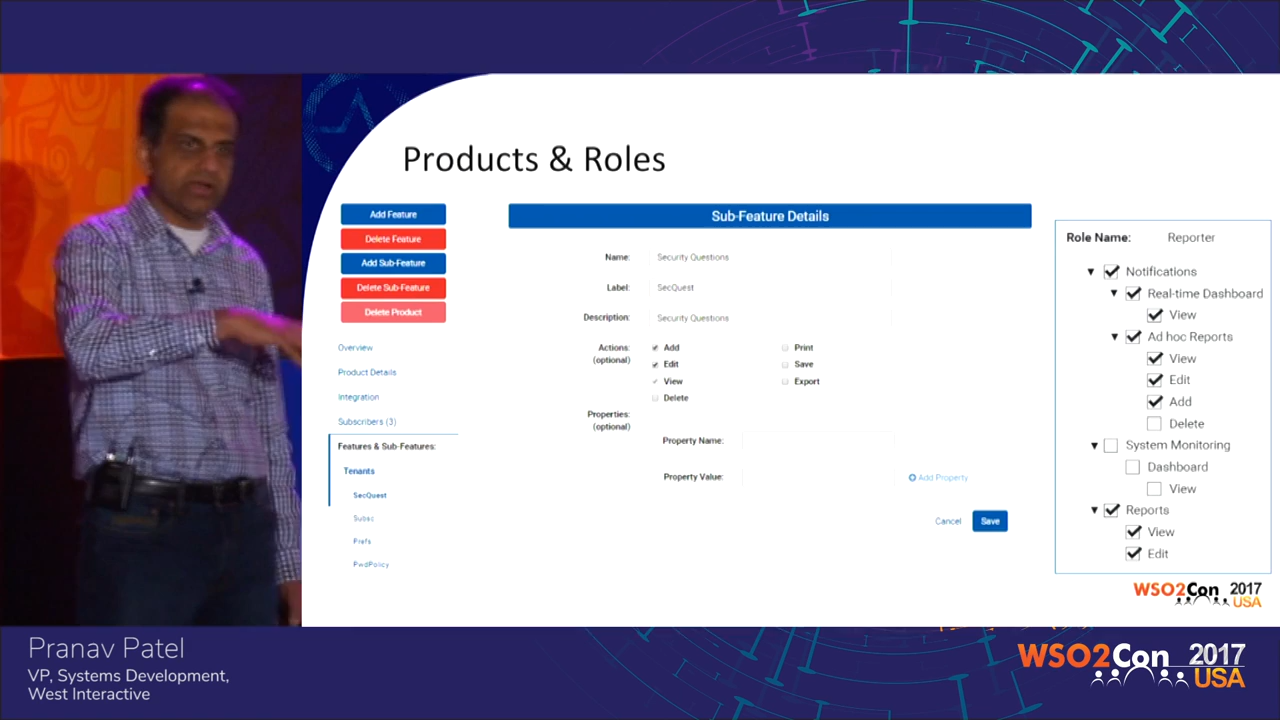 Products & Roles
Add Feature
Delete Feature
Add Sub-Feature
Delete Sub-Feature
Delete Product
Overview
Product Details
Integration
Subscribers (3)
Features & Sub-Features:
Tenants
SecQuest
Subsc
Prefs
PwdPolicy
Sub-Feature Details
Name: Security Questions
Label: SecQuest
Description: Security Questions
Actions:
(optional)
Add Print
Edit Save
View Export
Delete
Properties:
(optional)
Property Name:
Property Value: Add Property
Cancel Save
Role Name: Reporter
Notifications
Real-time Dashboard
View
Ad hoc Reports
View
Edit
Add
Delete
System Monitoring
Dashboard
View
Reports
View
Edit
WSO2Con 2017
USA
Pranav Patel
VP, Systems Development,
West Interactive
WSO2Con 2017
USA